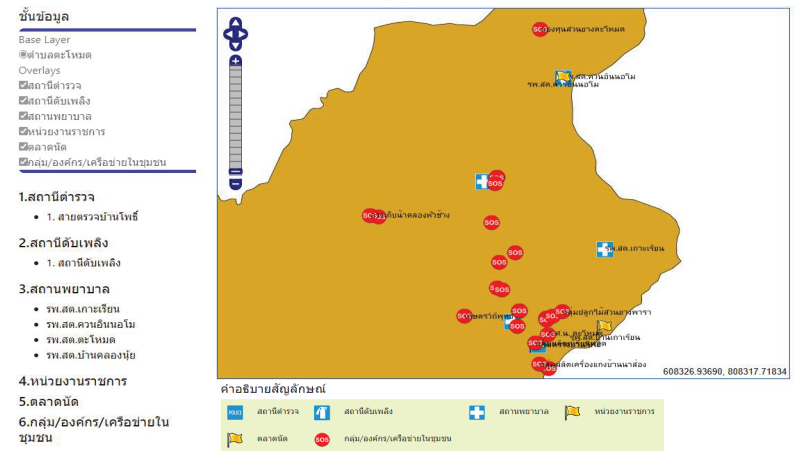 ชั้นข้อมูล
Base Layer
ตำบลตะโหมด
Overlays
สถานีตำรวจ
สถานีดับเพลิง
สถานพยาบาล
หน่วยงานราชการ
ตลาดนัด
กลุ่ม/องค์กร/เครือข่ายในชุมชน
1.สถานีตำรวจ
1. สายตรวจบ้านโพธิ์
2.สถานีดับเพลิง
1. สถานีดับเพลิง
3.สถานพยาบาล
รพ.สต.เกาะเรียน
รพ.สต.ควนอินนอโม
รพ.สต.ตะโหมด
รพ.สต.บ้านคลองนุ้ย
4.หน่วยงานราชการ
5.ตลาดนัด
6.กลุ่ม/องค์กร/เครือข่ายใน
ชุมชน
SOS
SOS
SOS
SOS
SOS
SOS
รพ.สต.เกาะเรียน
SOS
SOS
SOS
608326.93690, 808317.71834
คำอธิบายสัญลักษณ์
POLICE สถานีตำรวจ สถานีดับเพลิง สถานพยาบาล หน่วยงานราชการ
ตลาดนัด SOS กลุ่ม/องค์กร/เครือข่ายในชุมชน